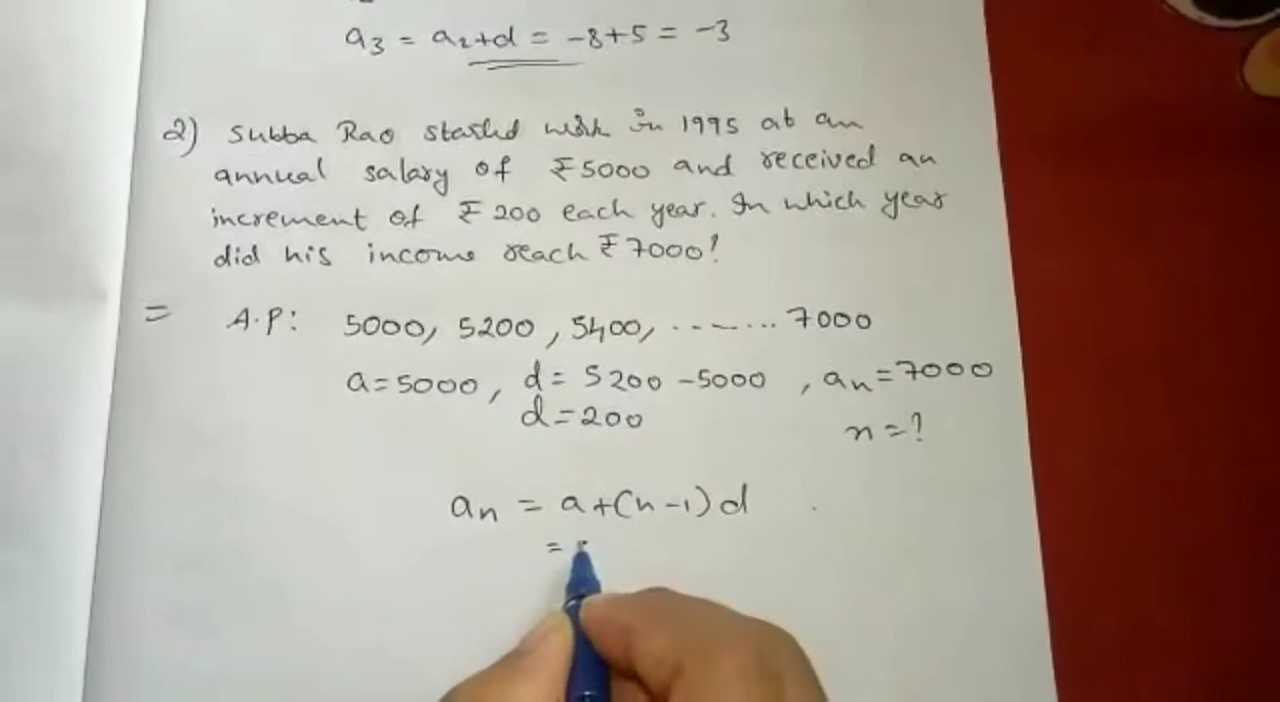 a3 = a2+d = -8+5 = -3
2) Subba Rao started work in 1995 at an
annual salary of ₹5000 and received an
increment of ₹200 each year. In which year
did his income reach ₹7000?
= A.P: 5000, 5200, 5400, ........ 7000
a=5000, d= 5200 -5000, an=7000
d=200 n=?
an = a+(n-1)d
=